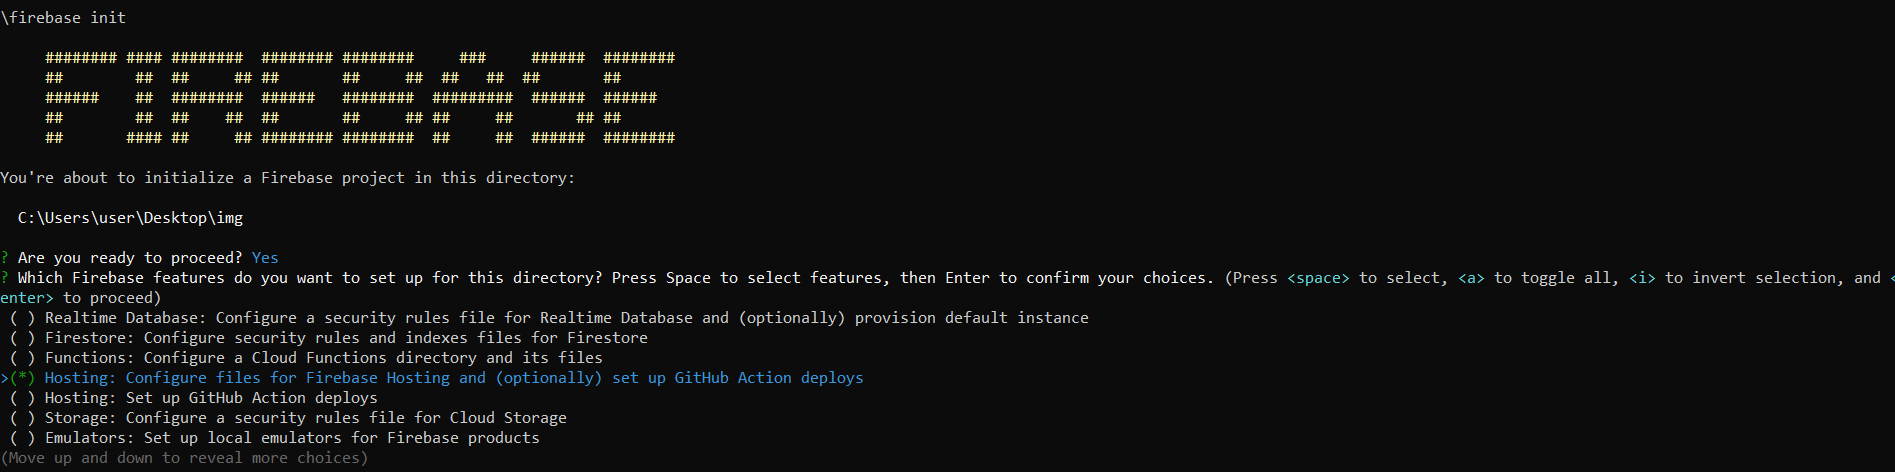 \firebase init
     ######## #### ########  ######## ########     ###     ######  ########
     ##        ##  ##     ## ##       ##     ##  ##   ##  ##       ##
     ######    ##  ########  ######   ########  #########  ######  ######
     ##        ##  ##    ##  ##       ##     ## ##     ##       ## ##
     ##       #### ##     ## ######## ########  ##     ##  ######  ########
You're about to initialize a Firebase project in this directory:
  C:\Users\user\Desktop\img
? Are you ready to proceed? Yes
? Which Firebase features do you want to set up for this directory? Press Space to select features, then Enter to confirm your choices. (Press <space> to select, <a> to toggle all, <i> to invert selection, and <
enter> to proceed)
 ( ) Realtime Database: Configure a security rules file for Realtime Database and (optionally) provision default instance
 ( ) Firestore: Configure security rules and indexes files for Firestore
 ( ) Functions: Configure a Cloud Functions directory and its files
>(*) Hosting: Configure files for Firebase Hosting and (optionally) set up GitHub Action deploys
 ( ) Hosting: Set up GitHub Action deploys
 ( ) Storage: Configure a security rules file for Cloud Storage
 ( ) Emulators: Set up local emulators for Firebase products
(Move up and down to reveal more choices)